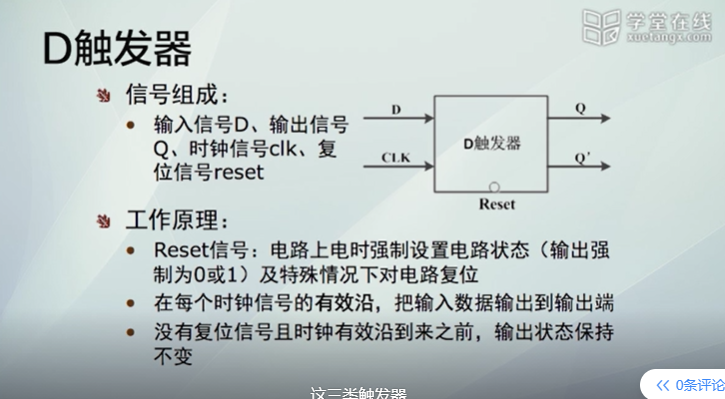 学堂在线
xuetangx.com
D触发器
信号组成：
输入信号D、输出信号
Q、时钟信号clk、复
位信号reset
D
CLK
D触发器
Q
Q'
Reset
工作原理：
Reset信号：电路上电时强制设置电路状态（输出强
制为0或1）及特殊情况下对电路复位
在每个时钟信号的有效沿，把输入数据输出到输出端
没有复位信号且时钟有效沿到来之前，输出状态保持
不变
这三类触发器
0条评论